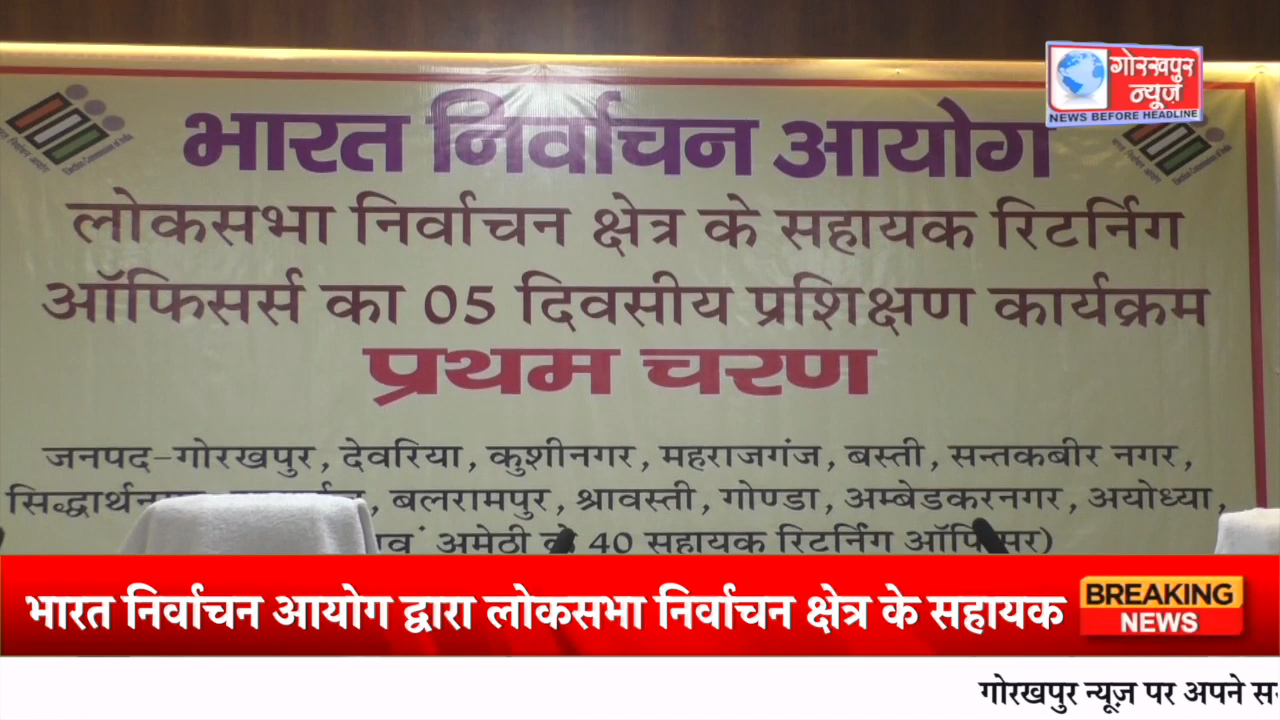 गोरखपुर
न्यूज़
NEWS BEFORE HEADLINE
भारत निर्वाचन आयोग
लोकसभा निर्वाचन क्षेत्र के सहायक रिटर्निंग
ऑफिसर्स का 05 दिवसीय प्रशिक्षण कार्यक्रम
प्रथम चरण
जनपद-गोरखपुर, देवरिया, कुशीनगर, महराजगंज, बस्ती, सन्तकबीर नगर,
बलरामपुर, श्रावस्ती, गोण्डा, अम्बेडकरनगर, अयोध्या,
अमेठी के 40 सहायक रिटर्निंग ऑफिसर)
भारत निर्वाचन आयोग द्वारा लोकसभा निर्वाचन क्षेत्र के सहायक
BREAKING
NEWS
गोरखपुर न्यूज़ पर अपने